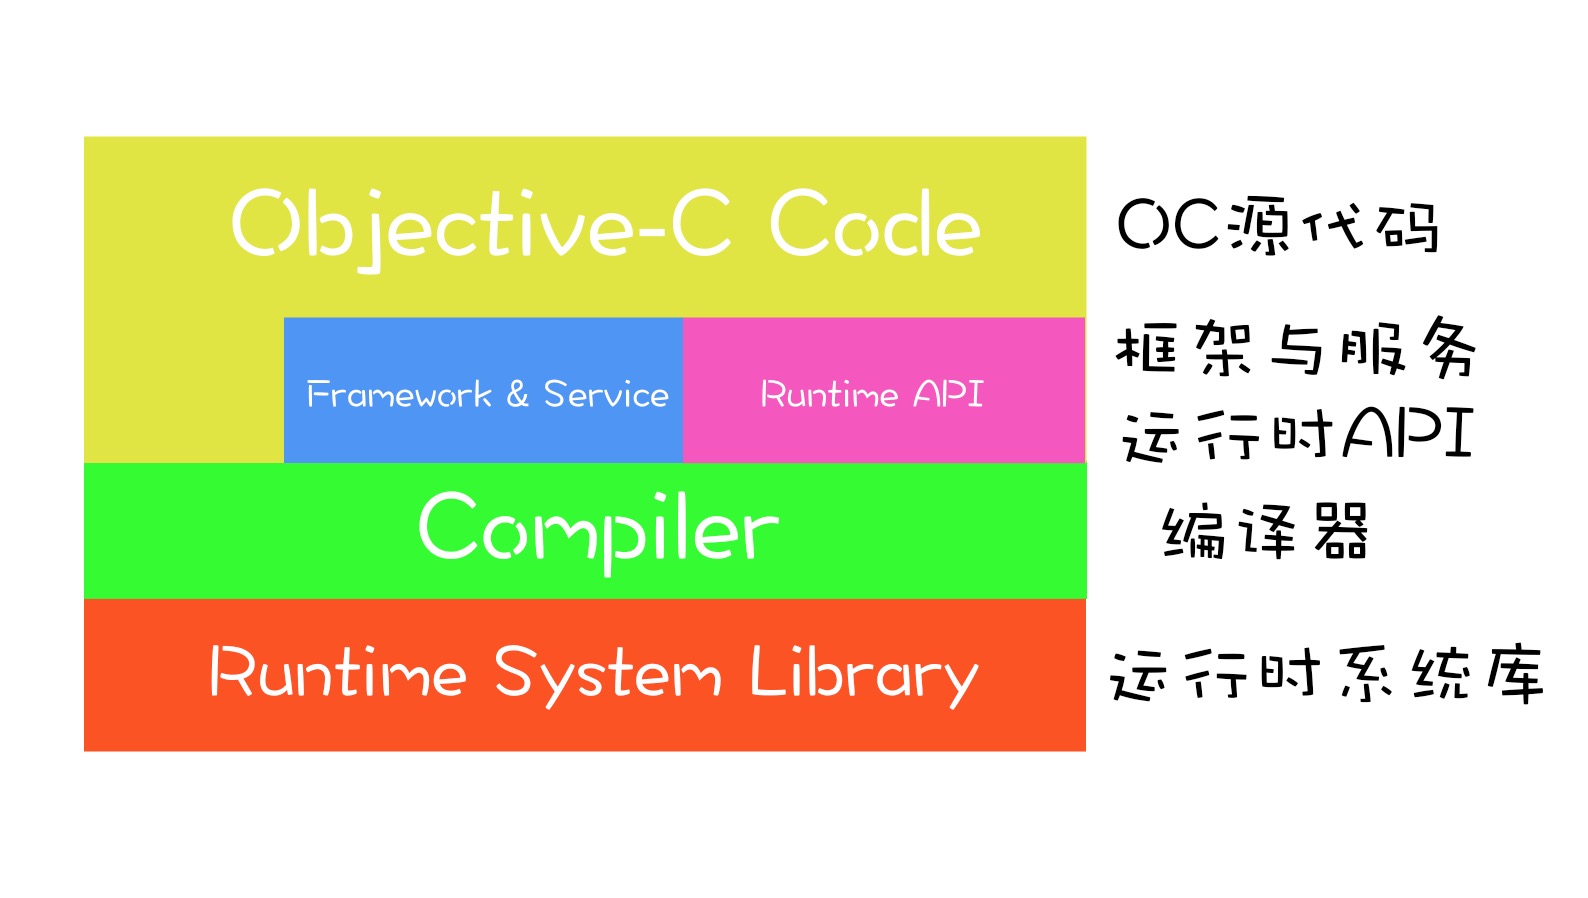 Objective-C Code
OC源代码
Framework & Service
Runtime API
框架与服务
运行时API
Compiler
编译器
Runtime System Library
运行时系统库